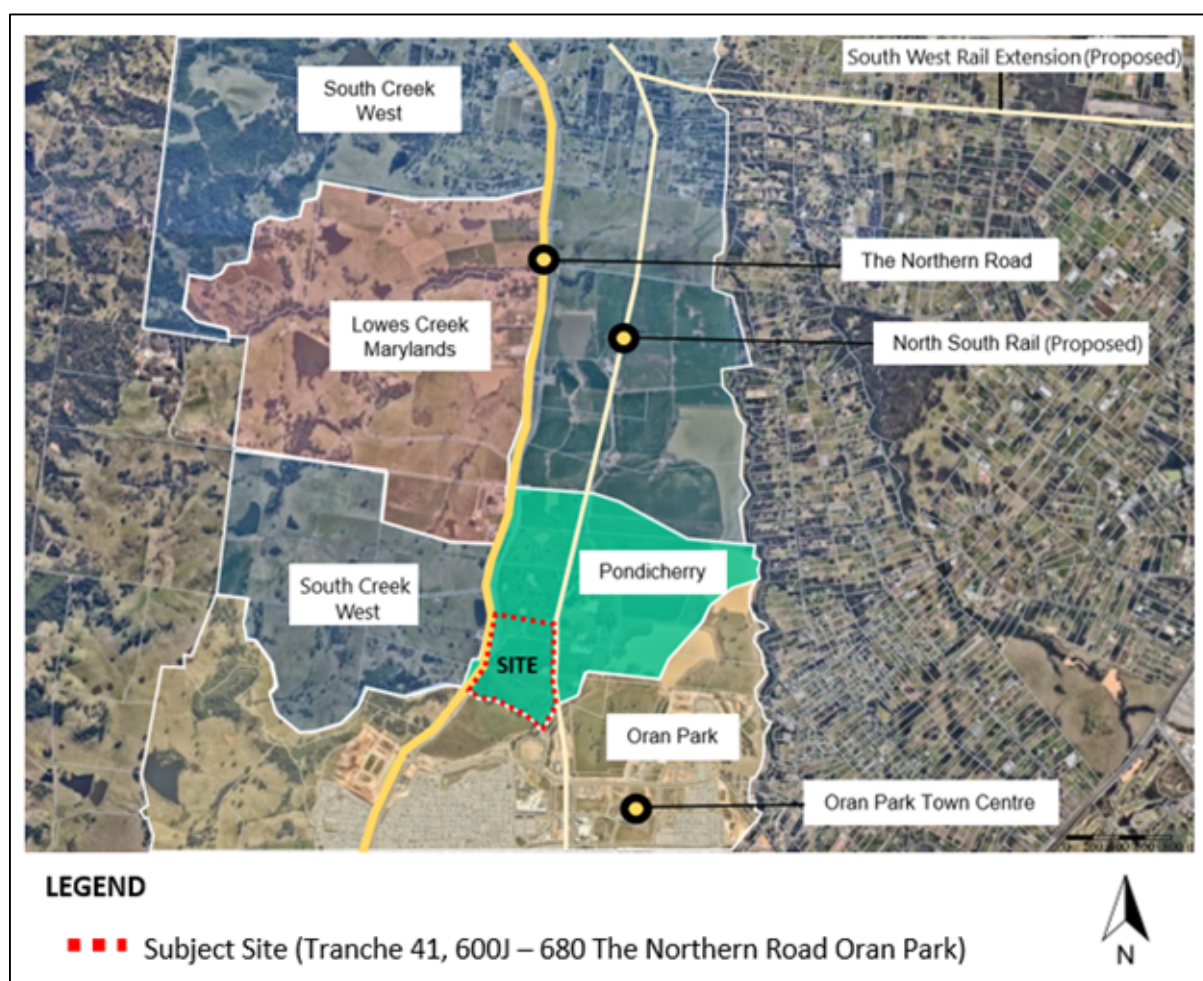 South West Rail Extension (Proposed)
South Creek
West
The Northern Road
North South Rail (Proposed)
Lowes Creek
Marylands
Pondicherry
South Creek
West
SITE
Oran Park
Oran Park Town Centre
LEGEND
Subject Site (Tranche 41, 600J – 680 The Northern Road Oran Park)
N